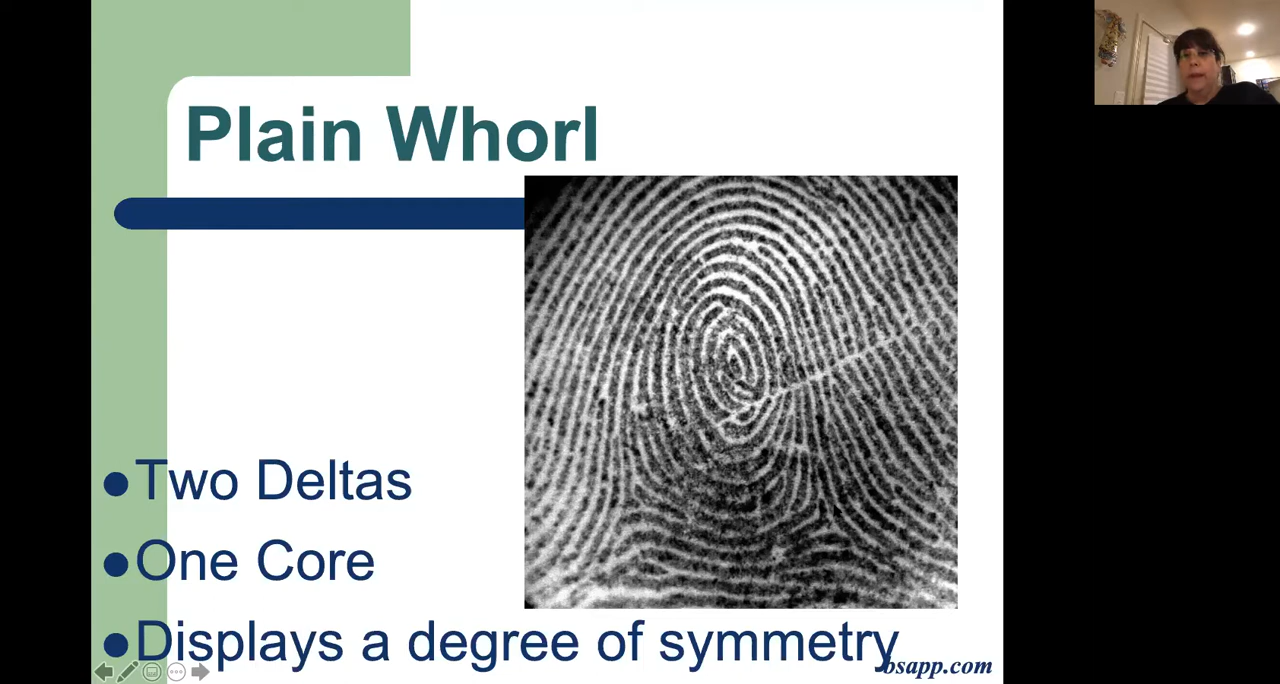 Plain Whorl
Two Deltas
One Core
Displays a degree of symmetry
bsapp.com